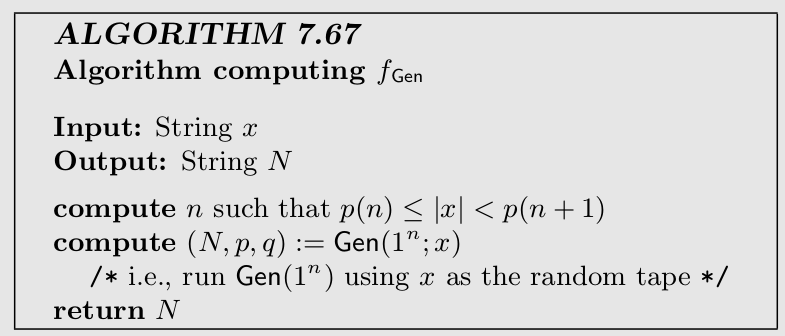 ALGORITHM 7.67
Algorithm computing f_Gen
Input: String x
Output: String N
compute n such that p(n) ≤ |x| < p(n + 1)
compute (N, p, q) := Gen(1^n; x)
/* i.e., run Gen(1^n) using x as the random tape */
return N